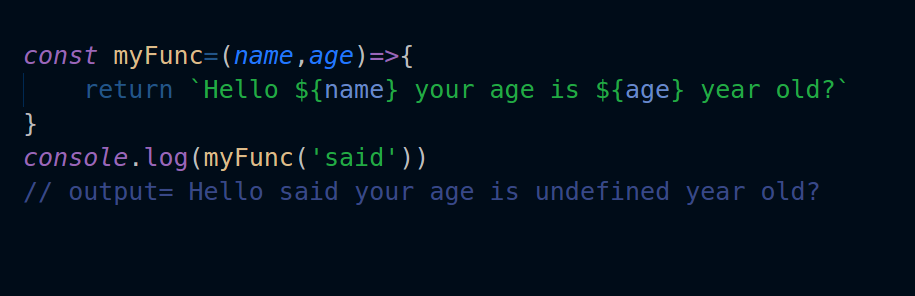 const myFunc=(name,age)=>{
    return `Hello ${name} your age is ${age} year old?`
}
console.log(myFunc('said'))
// output= Hello said your age is undefined year old?